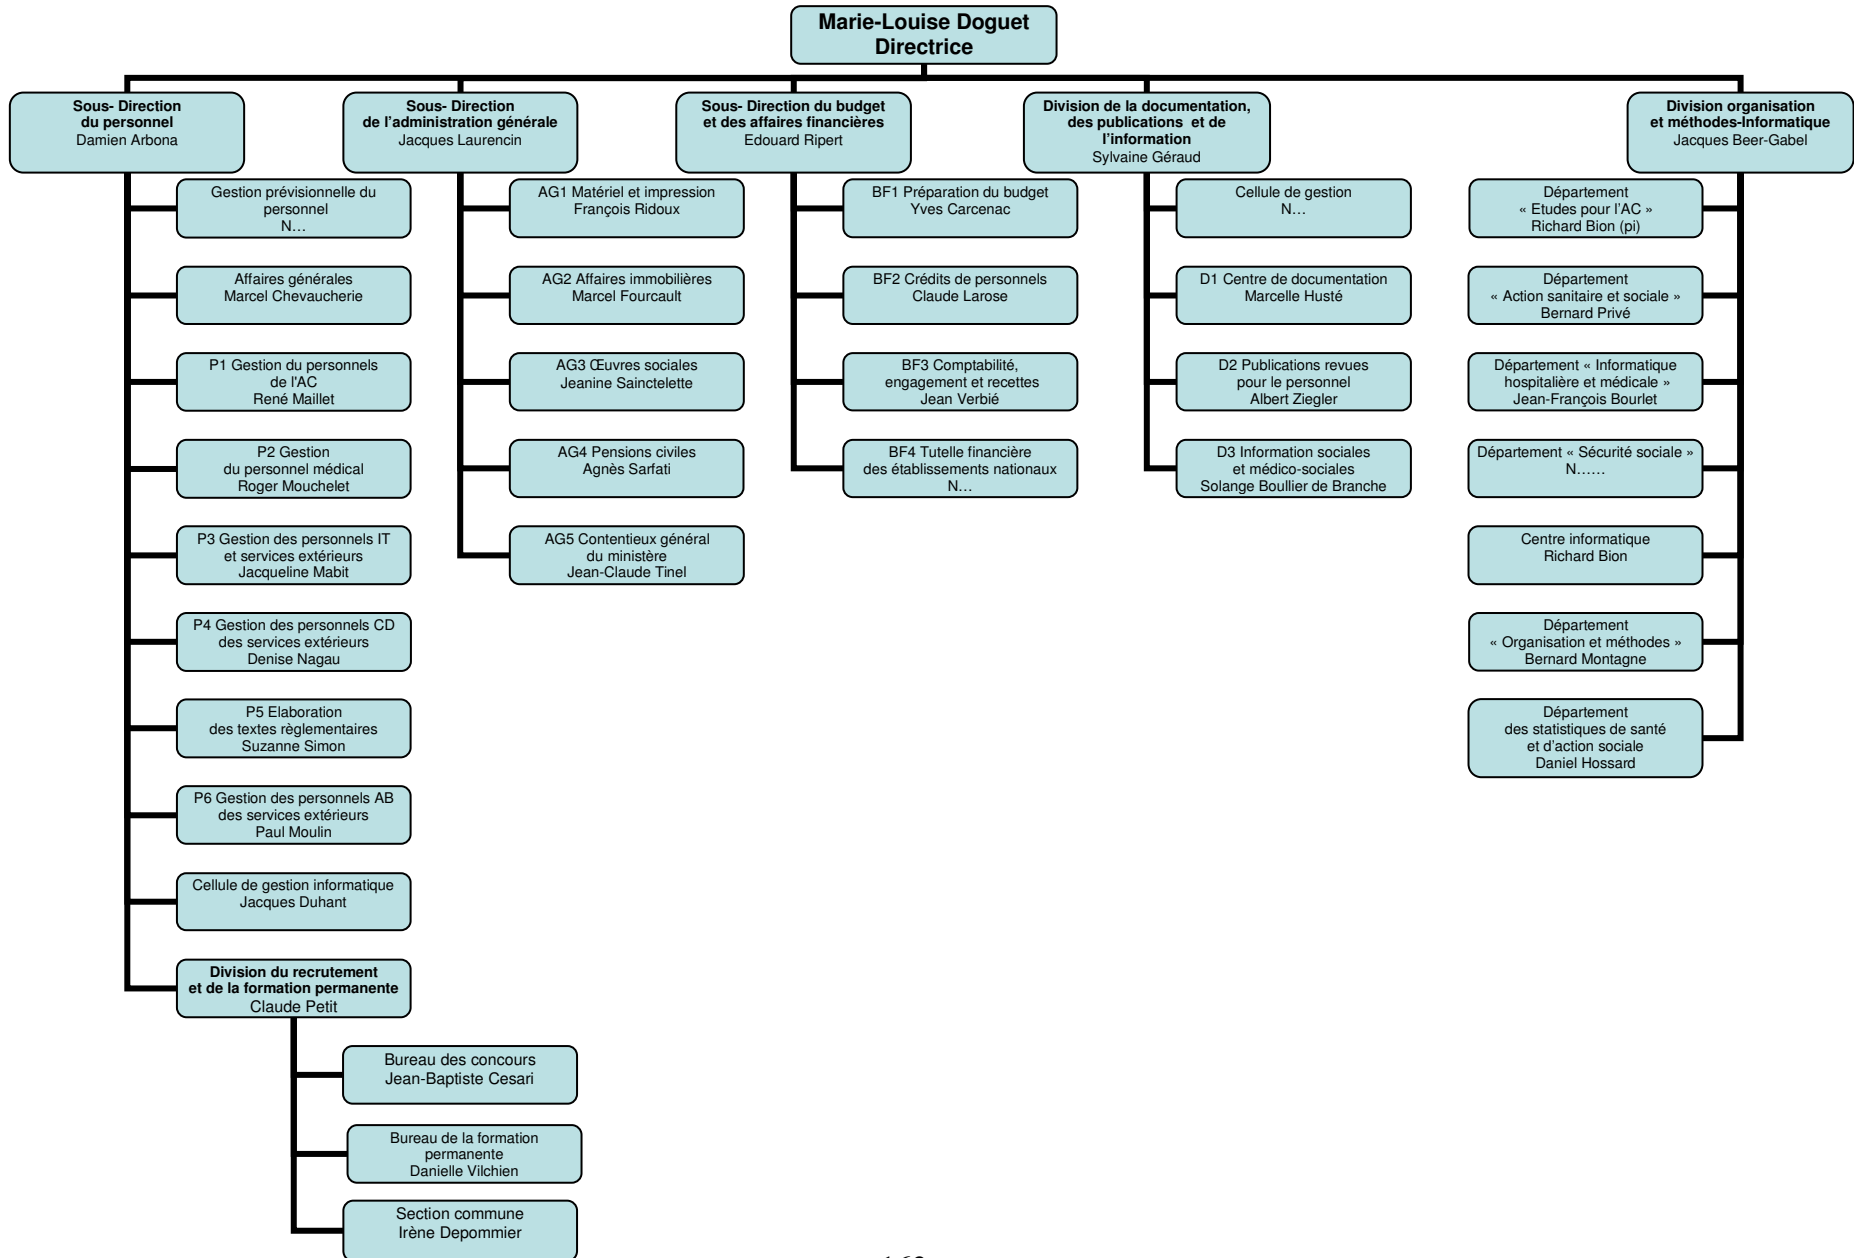 Marie-Louise Doguet
Directrice
Sous- Direction
du personnel
Damien Arbona
Gestion prévisionnelle du
personnel
N…
Affaires générales
Marcel Chevaucherie
P1 Gestion du personnels
de l'AC
René Maillet
P2 Gestion
du personnel médical
Roger Mouchelet
P3 Gestion des personnels IT
et services extérieurs
Jacqueline Mabit
P4 Gestion des personnels CD
des services extérieurs
Denise Nagau
P5 Elaboration
des textes règlementaires
Suzanne Simon
P6 Gestion des personnels AB
des services extérieurs
Paul Moulin
Cellule de gestion informatique
Jacques Duhant
Division du recrutement
et de la formation permanente
Claude Petit
Bureau des concours
Jean-Baptiste Cesari
Bureau de la formation
permanente
Danielle Vilchien
Section commune
Irène Depommier
Sous- Direction
de l’administration générale
Jacques Laurencin
AG1 Matériel et impression
François Ridoux
AG2 Affaires immobilières
Marcel Fourcault
AG3 Œuvres sociales
Jeanine Sainctelette
AG4 Pensions civiles
Agnès Sarfati
AG5 Contentieux général
du ministère
Jean-Claude Tinel
Sous- Direction du budget
et des affaires financières
Edouard Ripert
BF1 Préparation du budget
Yves Carcenac
BF2 Crédits de personnels
Claude Larose
BF3 Comptabilité,
engagement et recettes
Jean Verbié
BF4 Tutelle financière
des établissements nationaux
N…
Division de la documentation,
des publications et de
l’information
Sylvaine Géraud
Cellule de gestion
N…
D1 Centre de documentation
Marcelle Husté
D2 Publications revues
pour le personnel
Albert Ziegler
D3 Information sociales
et médico-sociales
Solange Boullier de Branche
Division organisation
et méthodes-Informatique
Jacques Beer-Gabel
Département
« Etudes pour l’AC »
Richard Bion (pi)
Département
« Action sanitaire et sociale »
Bernard Privé
Département « Informatique
hospitalière et médicale »
Jean-François Bourlet
Département « Sécurité sociale »
N……
Centre informatique
Richard Bion
Département
« Organisation et méthodes »
Bernard Montagne
Département
des statistiques de santé
et d’action sociale
Daniel Hossard